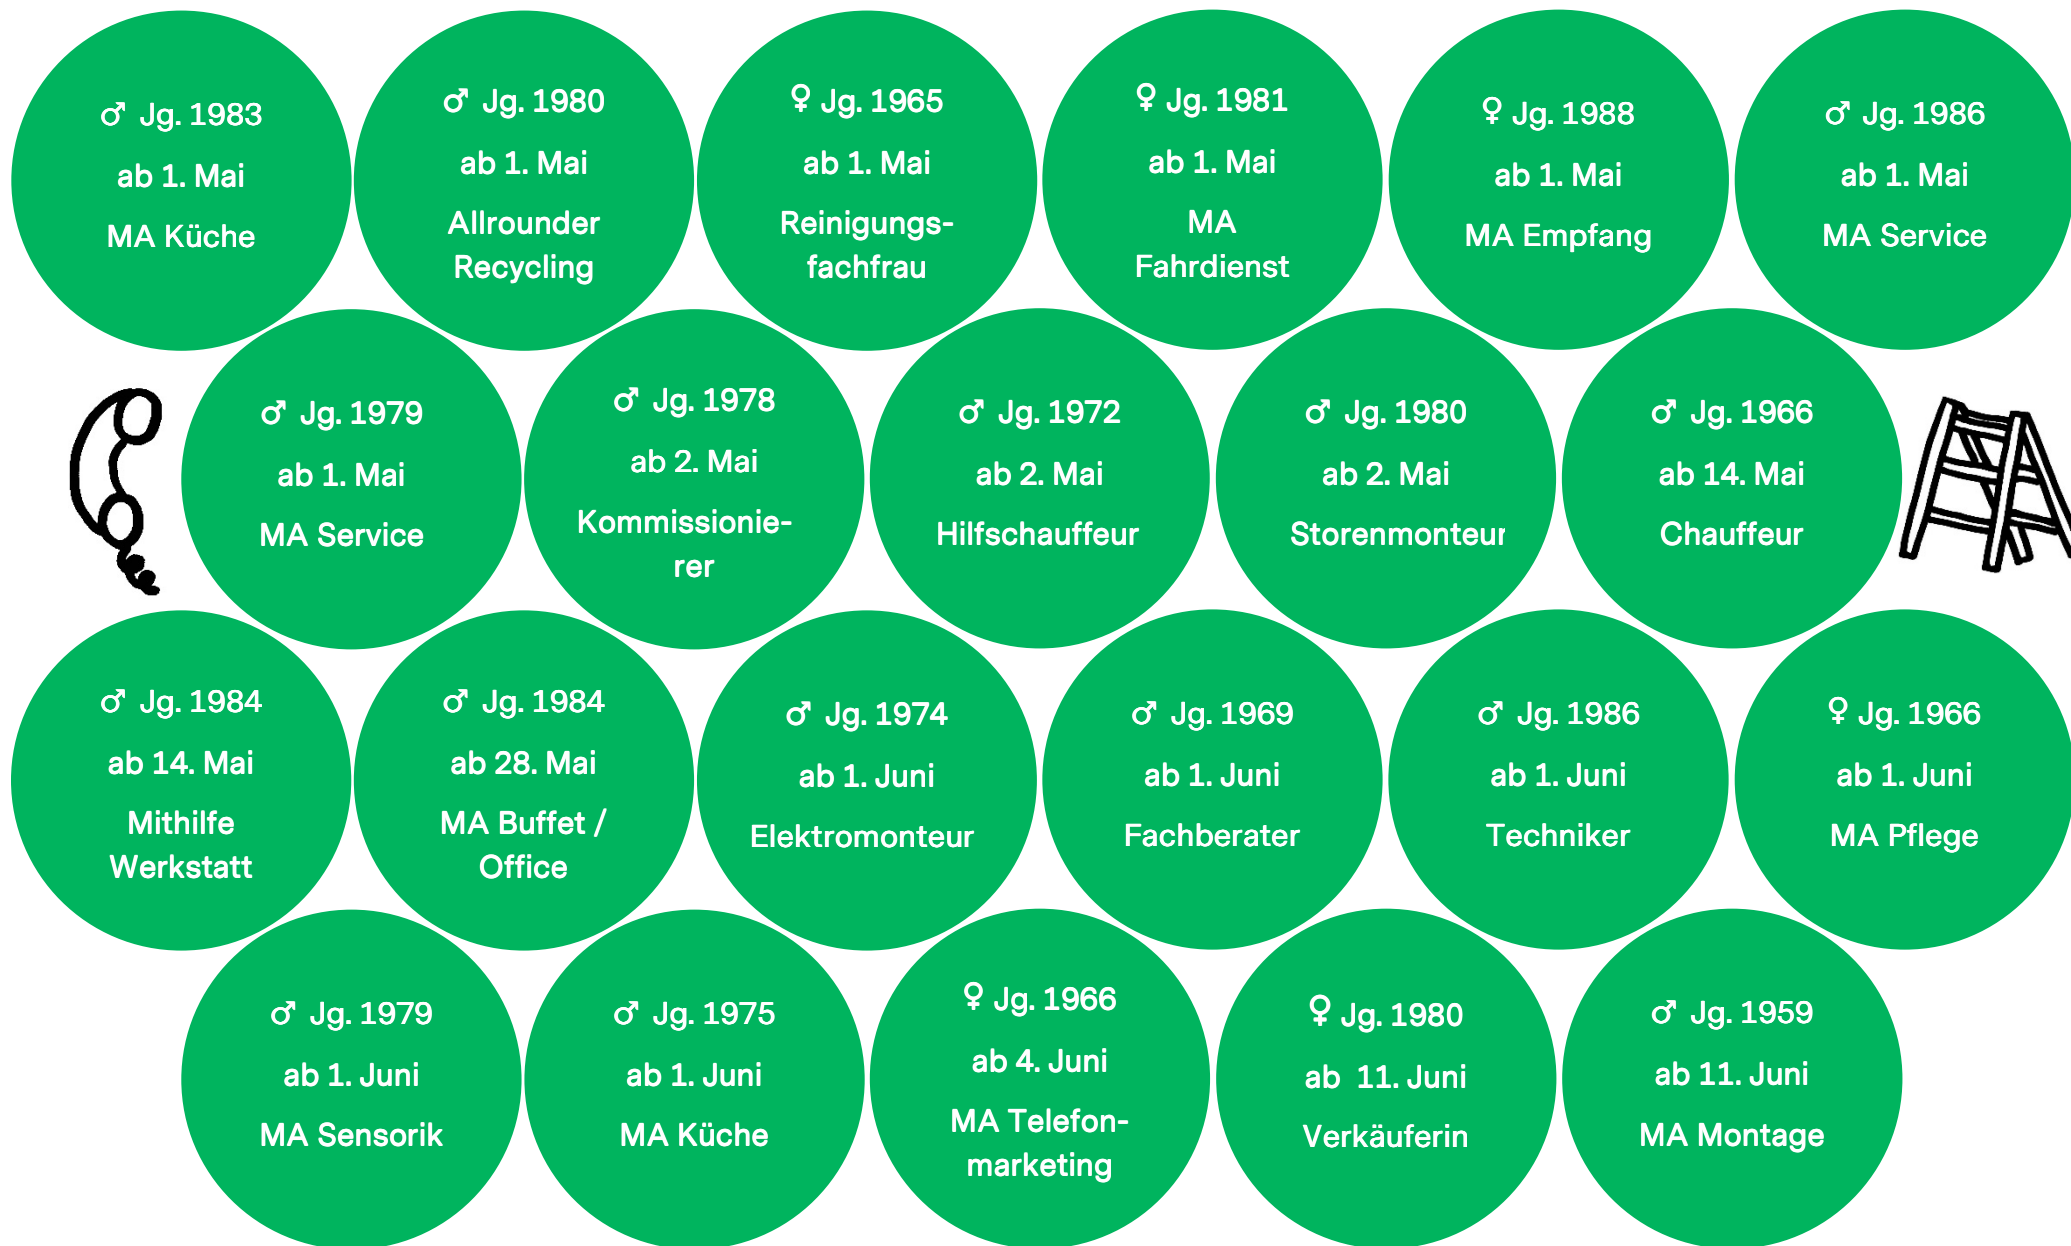 ♂ Jg. 1983
ab 1. Mai
MA Küche
♂ Jg. 1980
ab 1. Mai
Allrounder
Recycling
♀ Jg. 1965
ab 1. Mai
Reinigungs-
fachfrau
♀ Jg. 1981
ab 1. Mai
MA
Fahrdienst
♀ Jg. 1988
ab 1. Mai
MA Empfang
♂ Jg. 1986
ab 1. Mai
MA Service
♂ Jg. 1979
ab 1. Mai
MA Service
♂ Jg. 1978
ab 2. Mai
Kommissionie-
rer
♂ Jg. 1972
ab 2. Mai
Hilfschauffeur
♂ Jg. 1980
ab 2. Mai
Storenmonteur
♂ Jg. 1966
ab 14. Mai
Chauffeur
♂ Jg. 1984
ab 14. Mai
Mithilfe
Werkstatt
♂ Jg. 1984
ab 28. Mai
MA Buffet /
Office
♂ Jg. 1974
ab 1. Juni
Elektromonteur
♂ Jg. 1969
ab 1. Juni
Fachberater
♂ Jg. 1986
ab 1. Juni
Techniker
♀ Jg. 1966
ab 1. Juni
MA Pflege
♂ Jg. 1979
ab 1. Juni
MA Sensorik
♂ Jg. 1975
ab 1. Juni
MA Küche
♀ Jg. 1966
ab 4. Juni
MA Telefon-
marketing
♀ Jg. 1980
ab 11. Juni
Verkäuferin
♂ Jg. 1959
ab 11. Juni
MA Montage